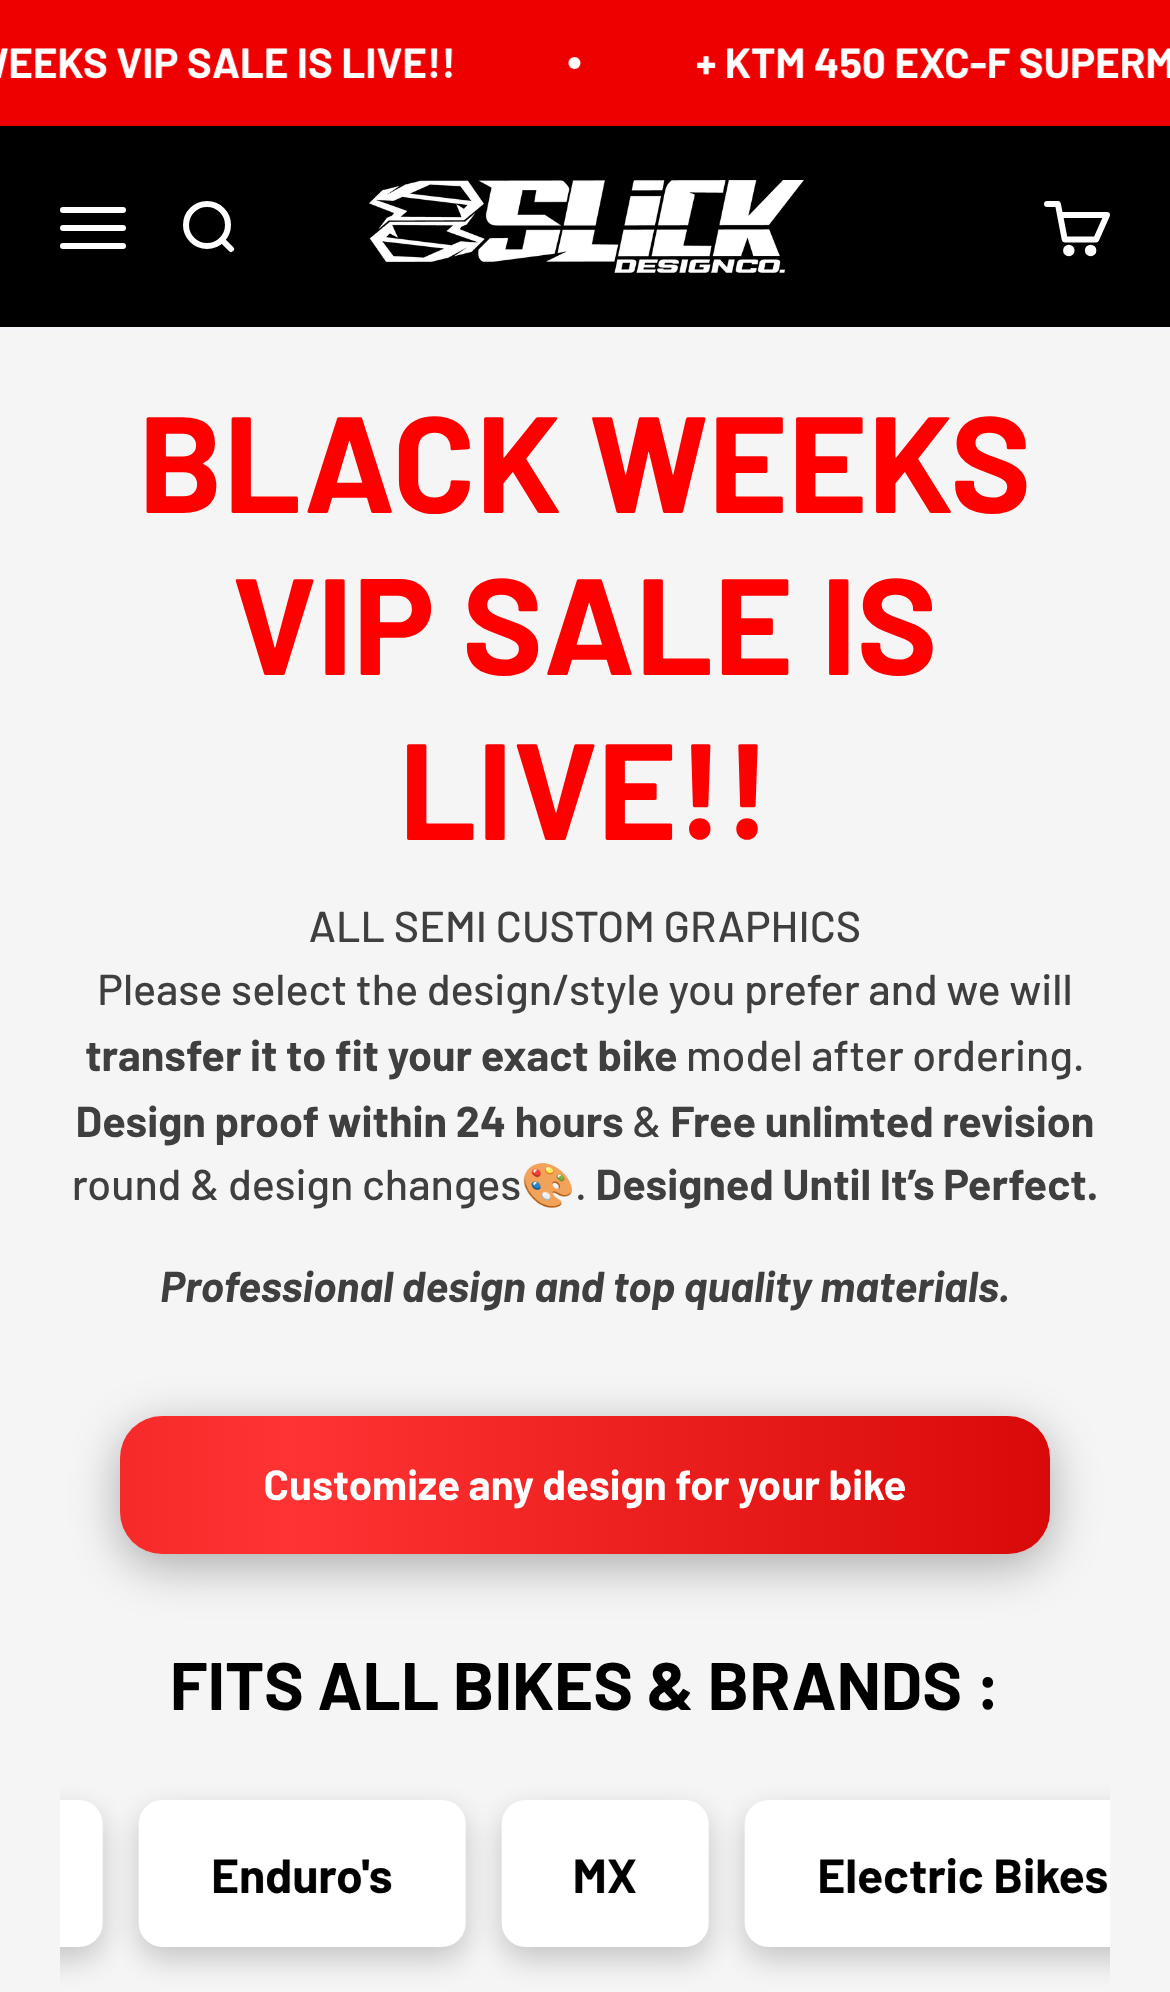 WEEKS VIP SALE IS LIVE!! • + KTM 450 EXC-F SUPERM
SLiCK
DESIGNCO.
BLACK WEEKS
VIP SALE IS
LIVE!!
ALL SEMI CUSTOM GRAPHICS
Please select the design/style you prefer and we will
transfer it to fit your exact bike model after ordering.
Design proof within 24 hours & Free unlimted revision
round & design changes🎨. Designed Until It’s Perfect.
Professional design and top quality materials.
Customize any design for your bike
FITS ALL BIKES & BRANDS :
Enduro's
MX
Electric Bikes